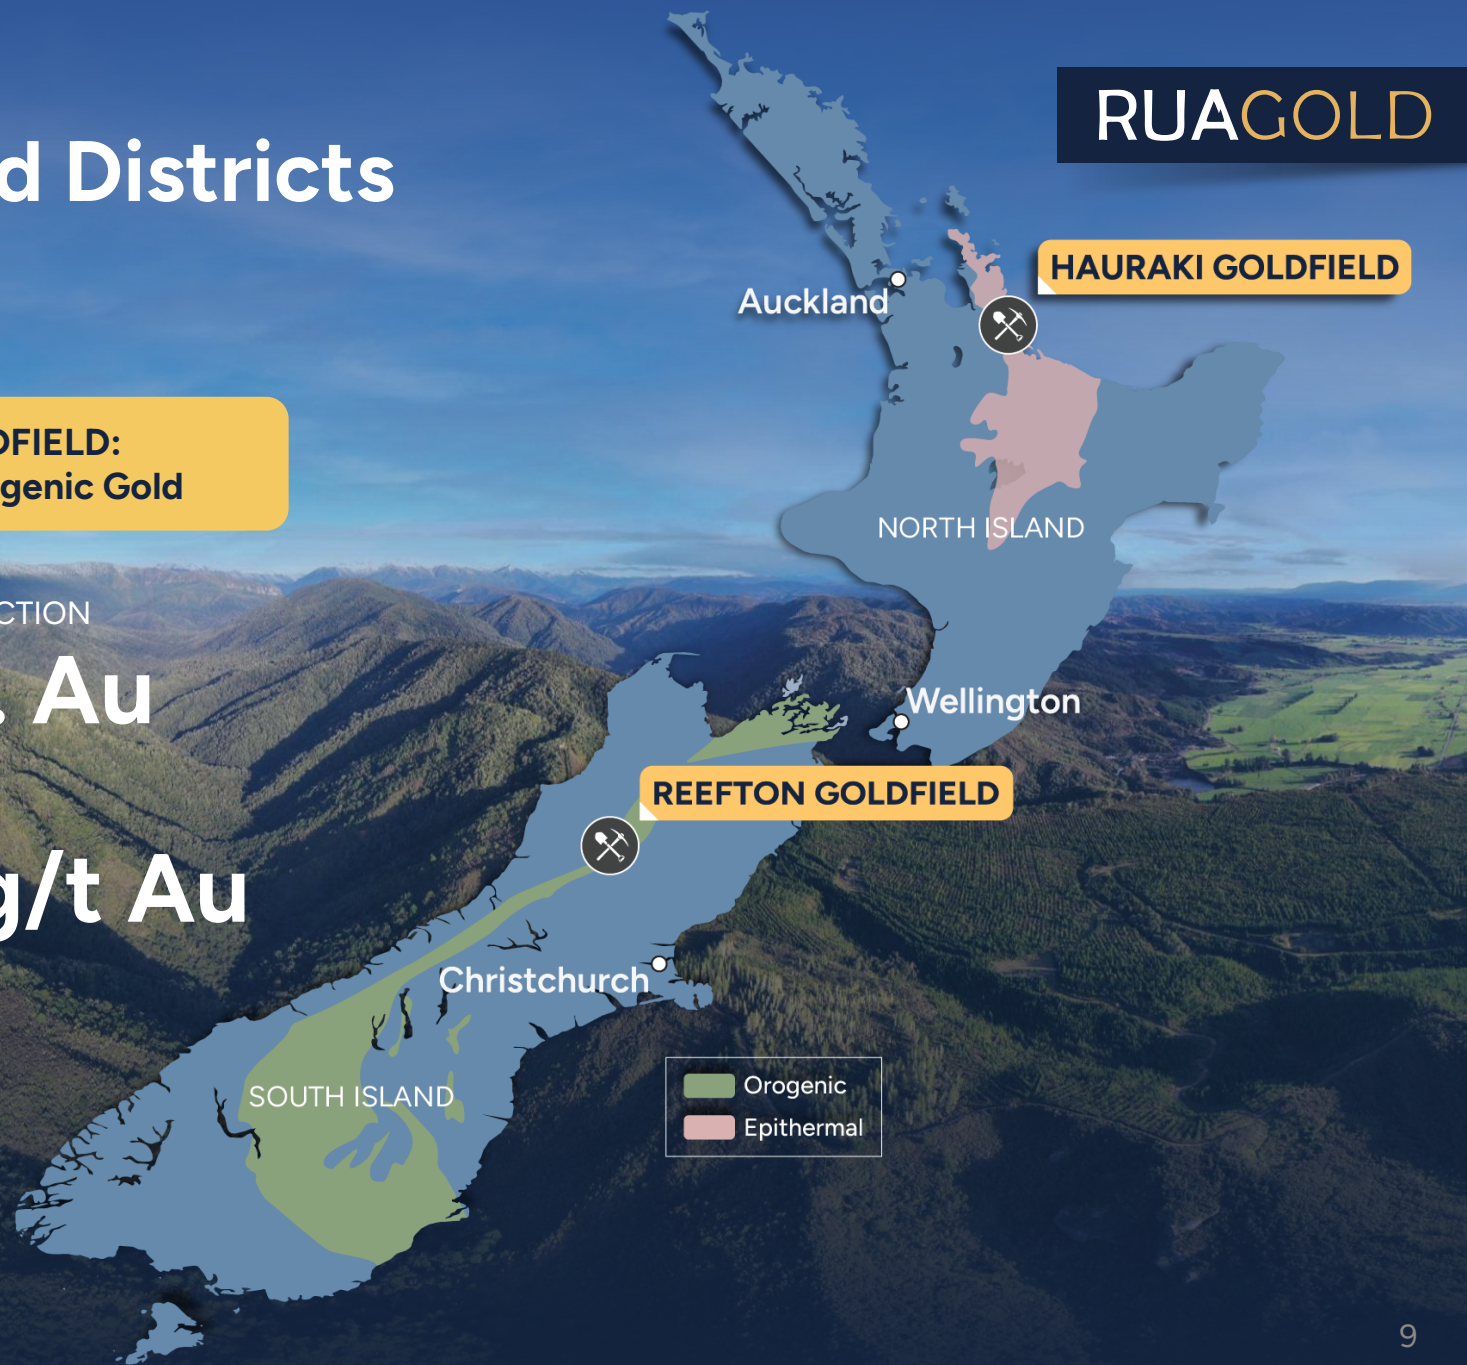 RUAGOLD
d Districts
HAURAKI GOLDFIELD
Auckland
DFIELD:
genic Gold
NORTH ISLAND
CTION
. Au
Wellington
REEFTON GOLDFIELD
g/t Au
Christchurch
SOUTH ISLAND
Orogenic
Epithermal
9